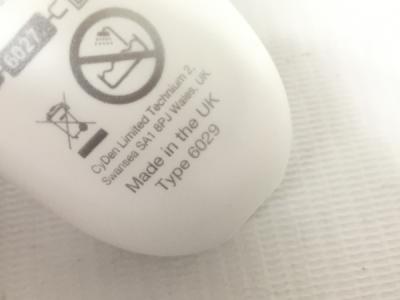 6027
CyDen Limited Technium 2,
Swansea SA1 8PJ Wales, UK
Made in the UK
Type 6029